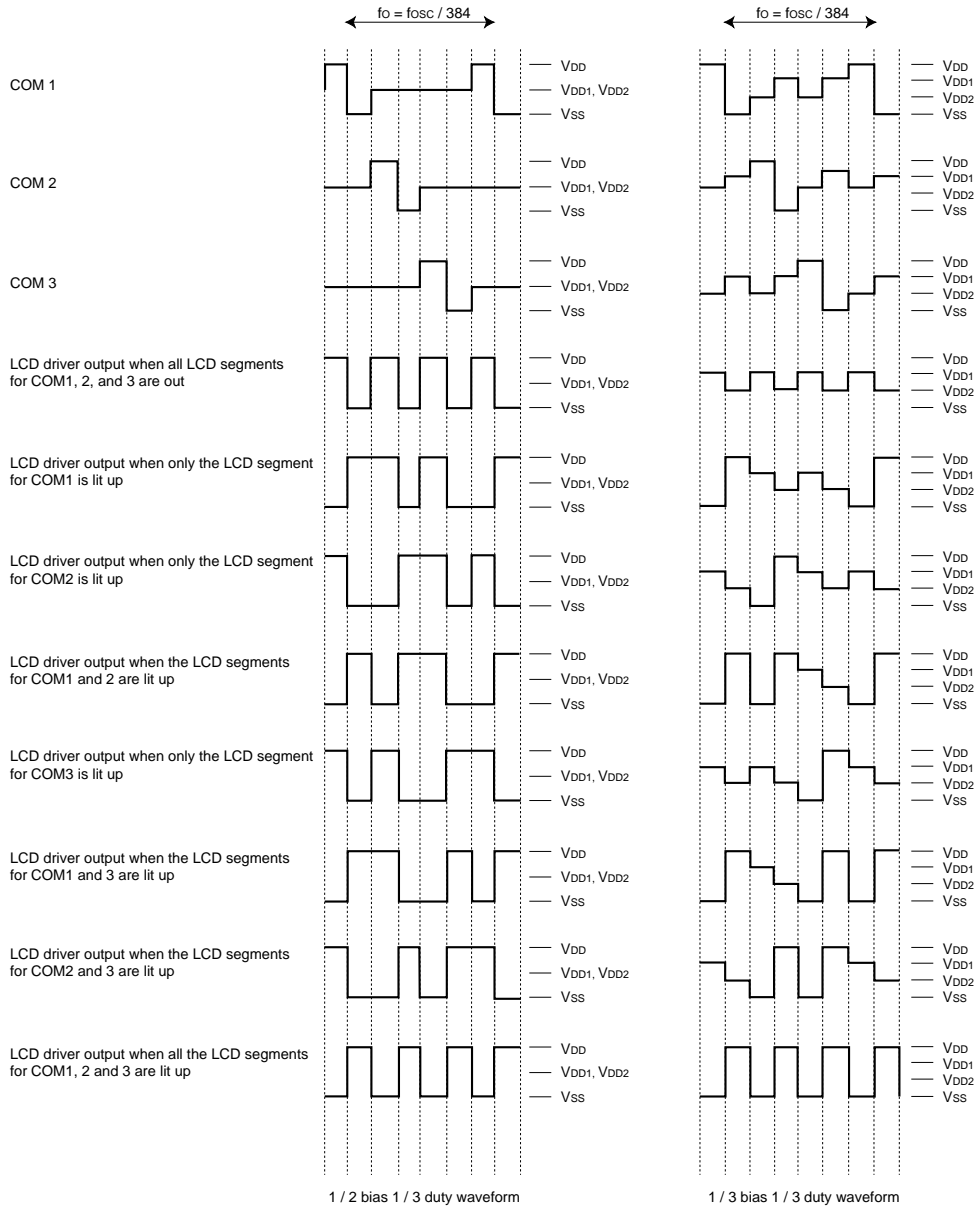 fo = fosc / 384
fo = fosc / 384
COM 1
VDD
VDD1, VDD2
VSS
VDD
VDD1
VDD2
VSS
COM 2
VDD
VDD1, VDD2
VSS
VDD
VDD1
VDD2
VSS
COM 3
VDD
VDD1, VDD2
VSS
VDD
VDD1
VDD2
VSS
LCD driver output when all LCD segments
for COM1, 2, and 3 are out
VDD
VDD1, VDD2
VSS
VDD
VDD1
VDD2
VSS
LCD driver output when only the LCD segment
for COM1 is lit up
VDD
VDD1, VDD2
VSS
VDD
VDD1
VDD2
VSS
LCD driver output when only the LCD segment
for COM2 is lit up
VDD
VDD1, VDD2
VSS
VDD
VDD1
VDD2
VSS
LCD driver output when the LCD segments
for COM1 and 2 are lit up
VDD
VDD1, VDD2
VSS
VDD
VDD1
VDD2
VSS
LCD driver output when only the LCD segment
for COM3 is lit up
VDD
VDD1, VDD2
VSS
VDD
VDD1
VDD2
VSS
LCD driver output when the LCD segments
for COM1 and 3 are lit up
VDD
VDD1, VDD2
VSS
VDD
VDD1
VDD2
VSS
LCD driver output when the LCD segments
for COM2 and 3 are lit up
VDD
VDD1, VDD2
VSS
VDD
VDD1
VDD2
VSS
LCD driver output when all the LCD segments
for COM1, 2 and 3 are lit up
VDD
VDD1, VDD2
VSS
VDD
VDD1
VDD2
VSS
1 / 2 bias 1 / 3 duty waveform
1 / 3 bias 1 / 3 duty waveform